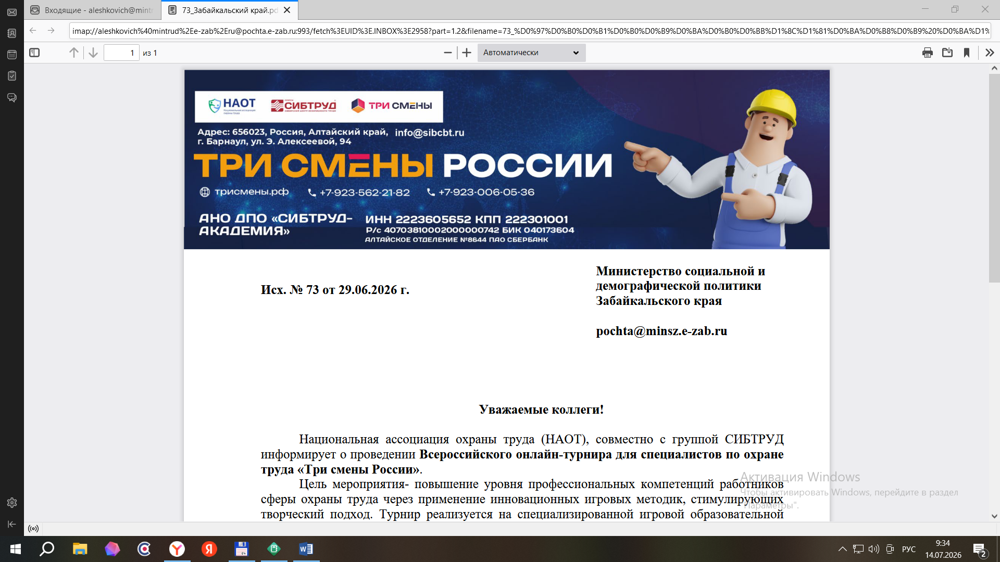 Входящие - aleshkovich@mintr
73_Забайкальский край.pd
imap://aleshkovich%40mintrud%2Ee-zab%2Eru@pochta.e-zab.ru:993/fetch%3EUID%3E.INBOX%3E2958?part=1.2&filename=73_%D0%97%D0%B0%D0%B1%D0%B0%D0%B9%D0%BA%D0%B0%D0%BB%D1%8C%D1%81%D0%BA%D0%B8%D0%B9%20%D0%BA%D1%
1 из 1
Автоматически
НАОТ СИБТРУД ТРИ СМЕНЫ
Адрес: 656023, Россия, Алтайский край, info@sibcbt.ru
г. Барнаул, ул. Э. Алексеевой, 94
ТРИ СМЕНЫ РОССИИ
трисмены.рф +7-923-562-21-82 +7-923-006-05-36
АНО ДПО «СИБТРУД-
АКАДЕМИЯ»
ИНН 2223605652 КПП 222301001
Р/с 40703810002000000742 БИК 040173604
АЛТАЙСКОЕ ОТДЕЛЕНИЕ №8644 ПАО СБЕРБАНК
Исх. № 73 от 29.06.2026 г.
Министерство социальной и
демографической политики
Забайкальского края
pochta@minsz.e-zab.ru
Уважаемые коллеги!
Национальная ассоциация охраны труда (НАОТ), совместно с группой СИБТРУД
информирует о проведении Всероссийского онлайн-турнира для специалистов по охране
труда «Три смены России».
Цель мероприятия- повышение уровня профессиональных компетенций работников
сферы охраны труда через применение инновационных игровых методик, стимулирующих
творческий подход. Турнир реализуется на специализированной игровой образовательной
Активация Windows
Чтобы активировать Windows, перейдите в раздел
"Параметры".
РУС
9:34
14.07.2026
2